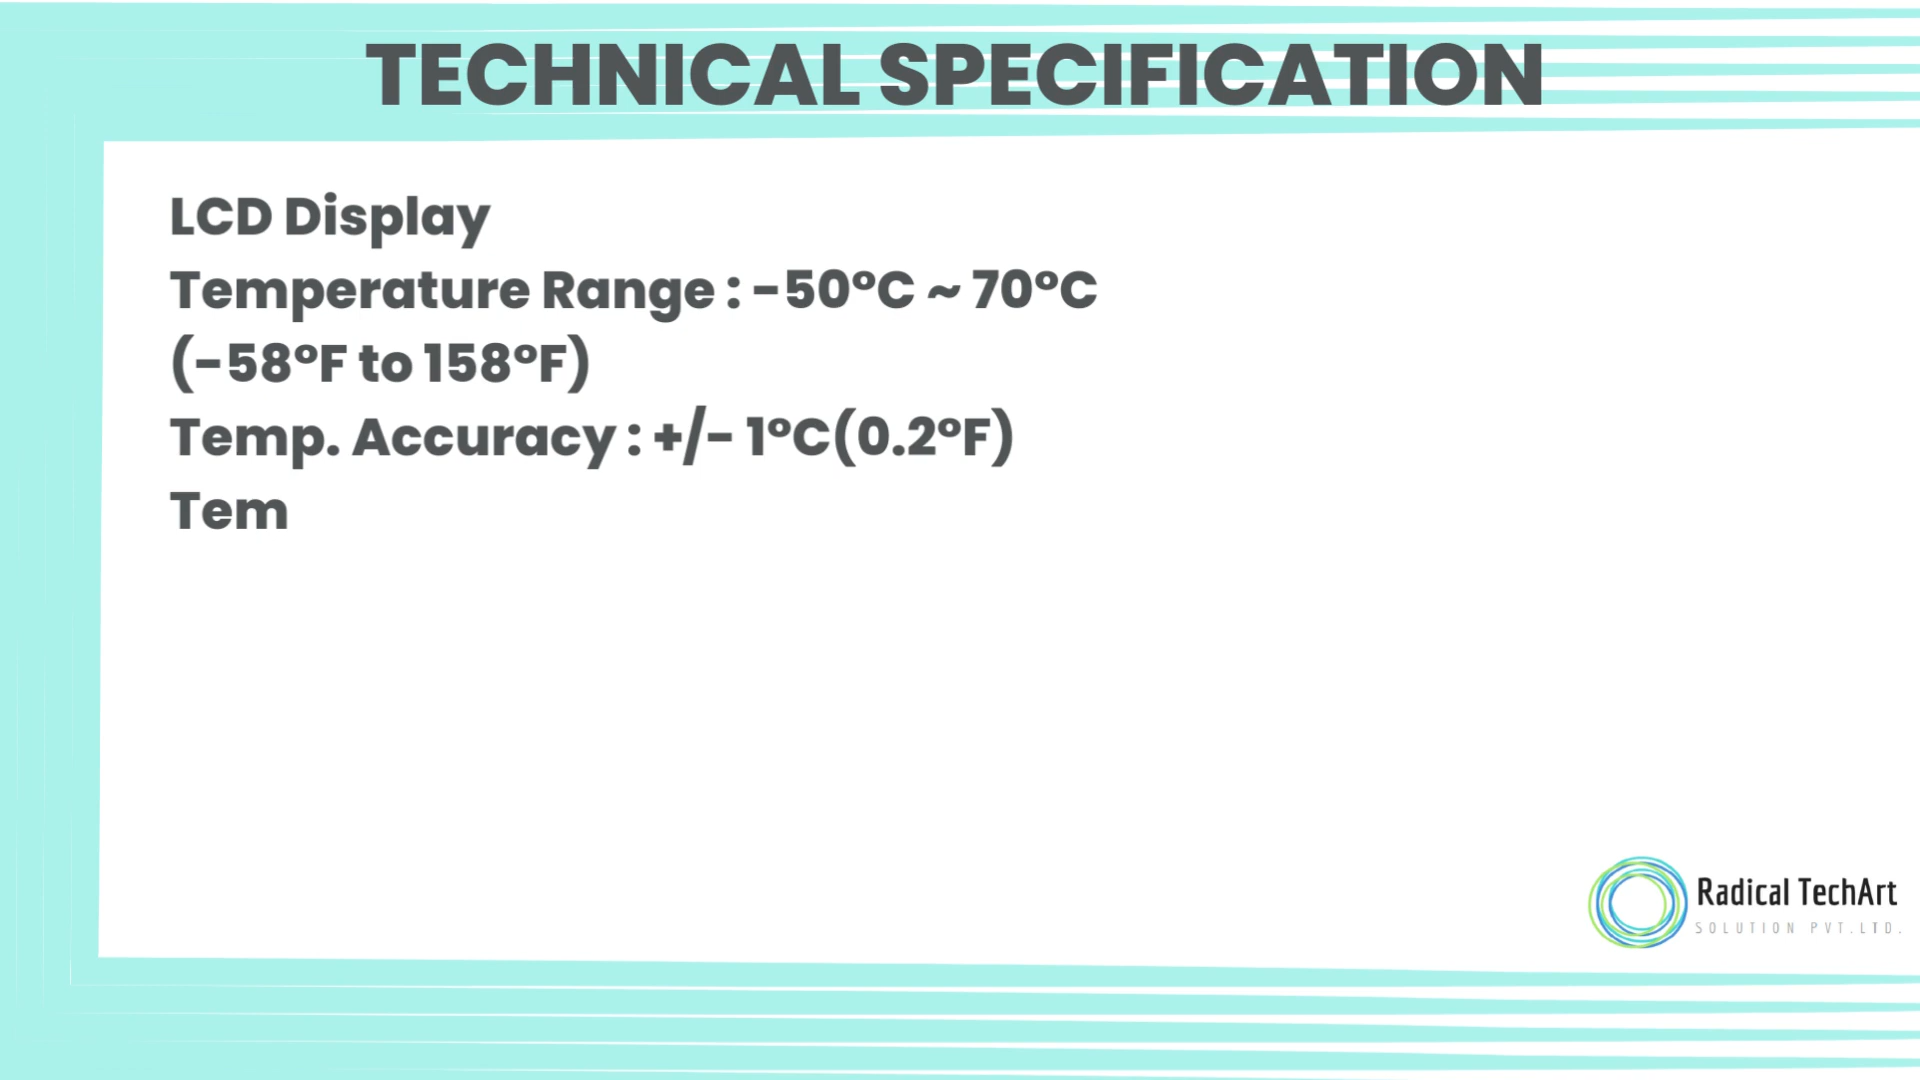 TECHNICAL SPECIFICATION
LCD Display
Temperature Range : -50°C ~ 70°C
(-58°F to 158°F)
Temp. Accuracy : +/- 1°C(0.2°F)
Tem
Radical TechArt
SOLUTION PVT.LTD.